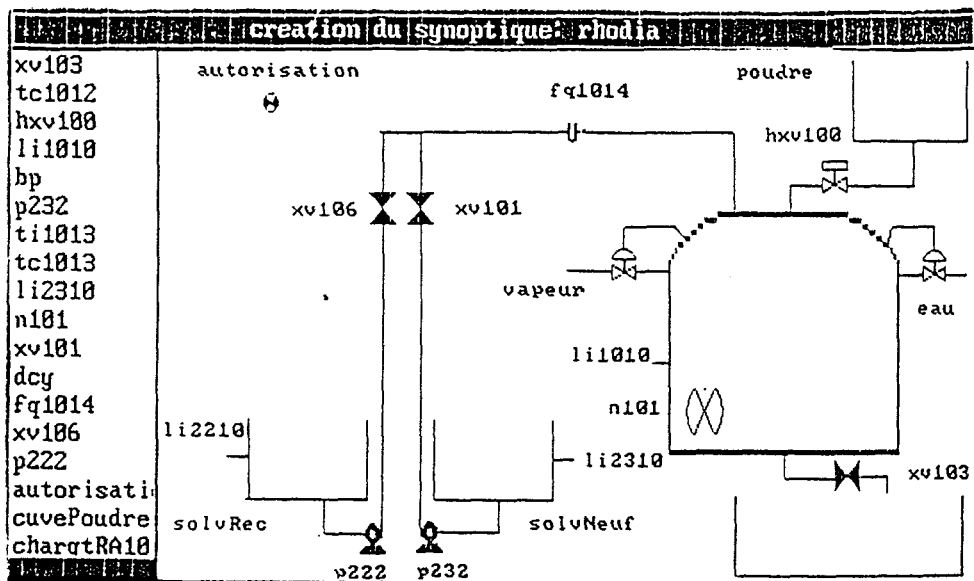 creation du synoptique: rhodia
xv103
tc1012
hxv100
li1010
bp
p232
ti1013
tc1013
li2310
n101
xv101
dcy
fq1014
xv106
p222
autorisati
cuvePoudre
chargtRA10
autorisation
fq1014
poudre
hxv100
xv106
xv101
vapeur
eau
li1010
n101
li2210
li2310
xv103
solvRec
solvNeuf
p222
p232